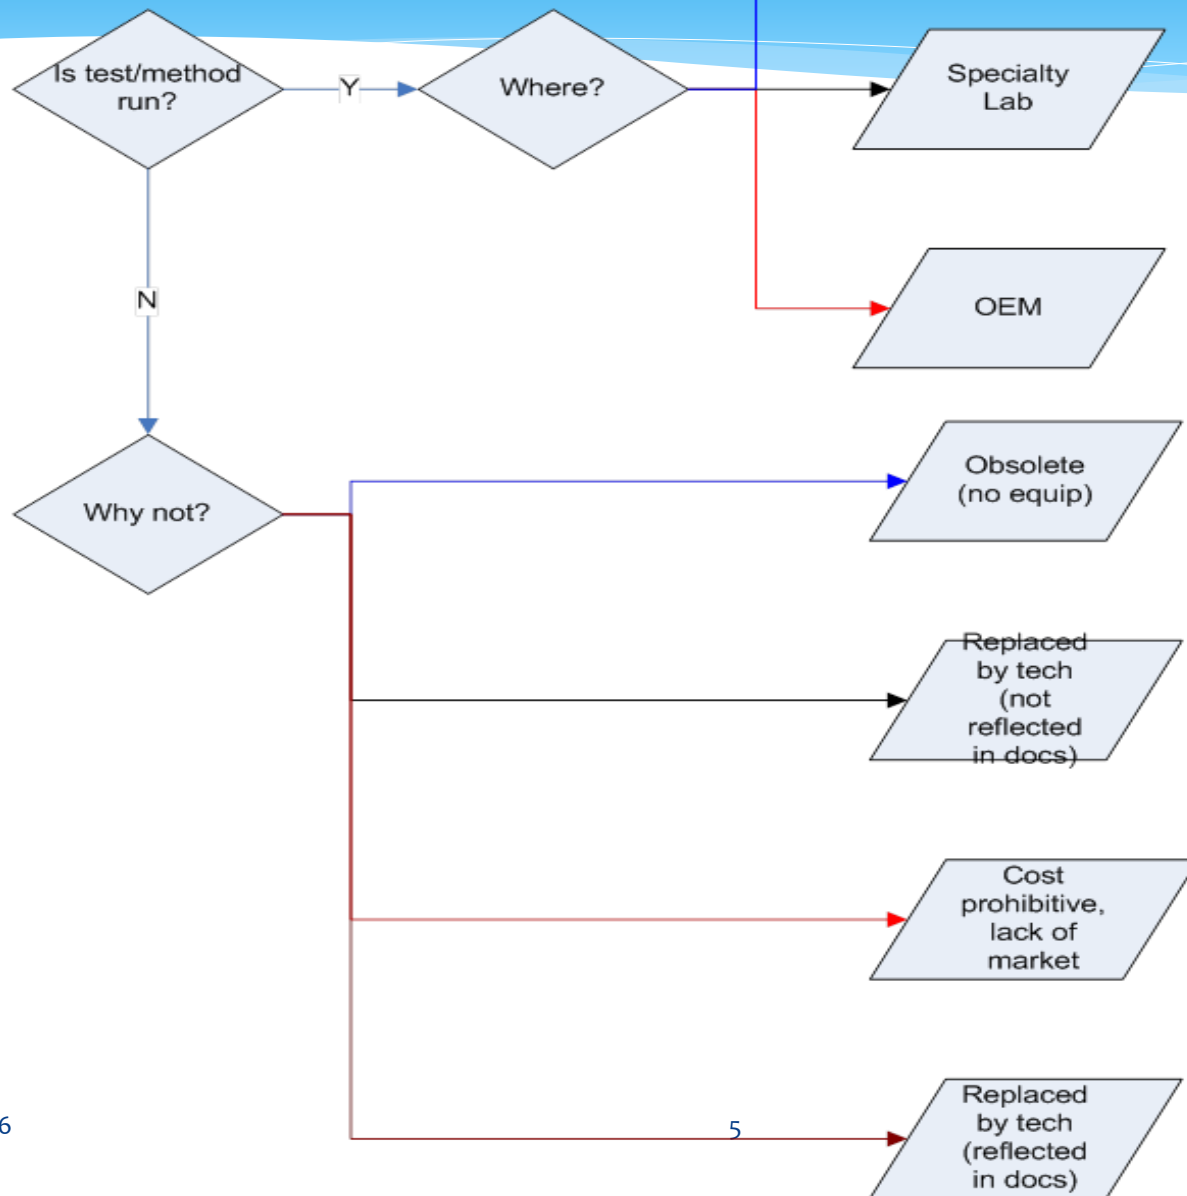 Is test/method
run?
Y
Where?
Specialty
Lab
N
OEM
Why not?
Obsolete
(no equip)
Replaced
by tech
(not
reflected
in docs)
Cost
prohibitive,
lack of
market
Replaced
by tech
(reflected
in docs)
6
5